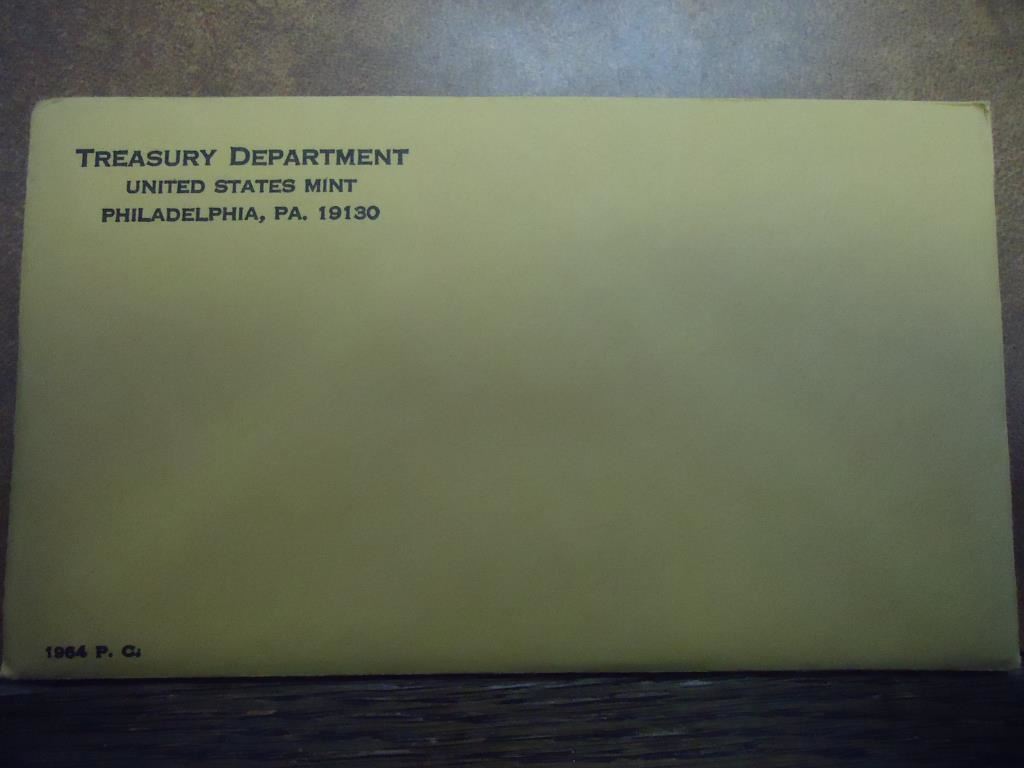 TREASURY DEPARTMENT
UNITED STATES MINT
PHILADELPHIA, PA. 19130
1964 P. C.